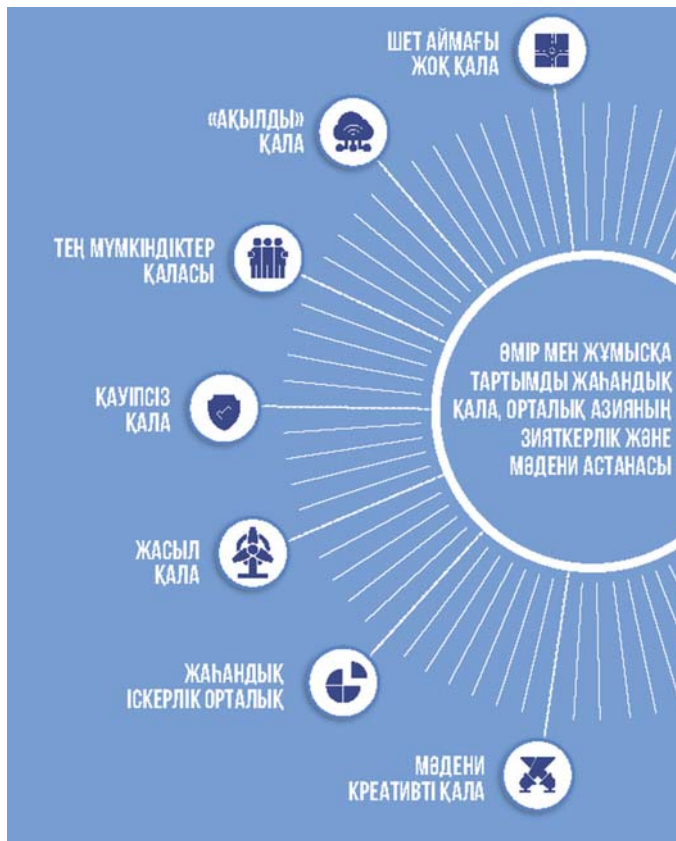 ШЕТ АЙМАҒЫ
ЖОҚ ҚАЛА
«АҚЫЛДЫ»
ҚАЛА
ТЕҢ МҮМКІНДІКТЕР
ҚАЛАСЫ
ҚАУІПСІЗ
ҚАЛА
ЖАСЫЛ
ҚАЛА
ЖАҺАНДЫҚ
ІСКЕРЛІК ОРТАЛЫҚ
МӘДЕНИ
КРЕАТИВТІ ҚАЛА
ӨМІР МЕН ЖҰМЫСҚА
ТАРТЫМДЫ ЖАҺАНДЫҚ
ҚАЛА, ОРТАЛЫҚ АЗИЯНЫҢ
ЗИЯТКЕРЛІК ЖӘНЕ
МӘДЕНИ АСТАНАСЫ